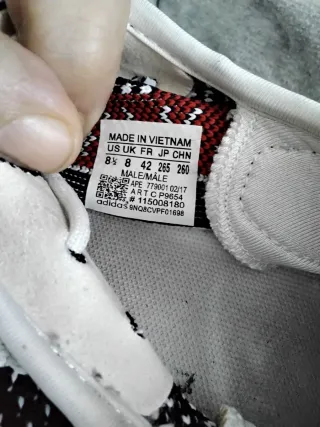 MADE IN VIETNAM
US UK FR JP CHN
8½ 8 42 265 260
MALE/MÂLE
APE 779001 02/17
ART CP9654
# 115008180
adidas 9NQ8CVPF01698